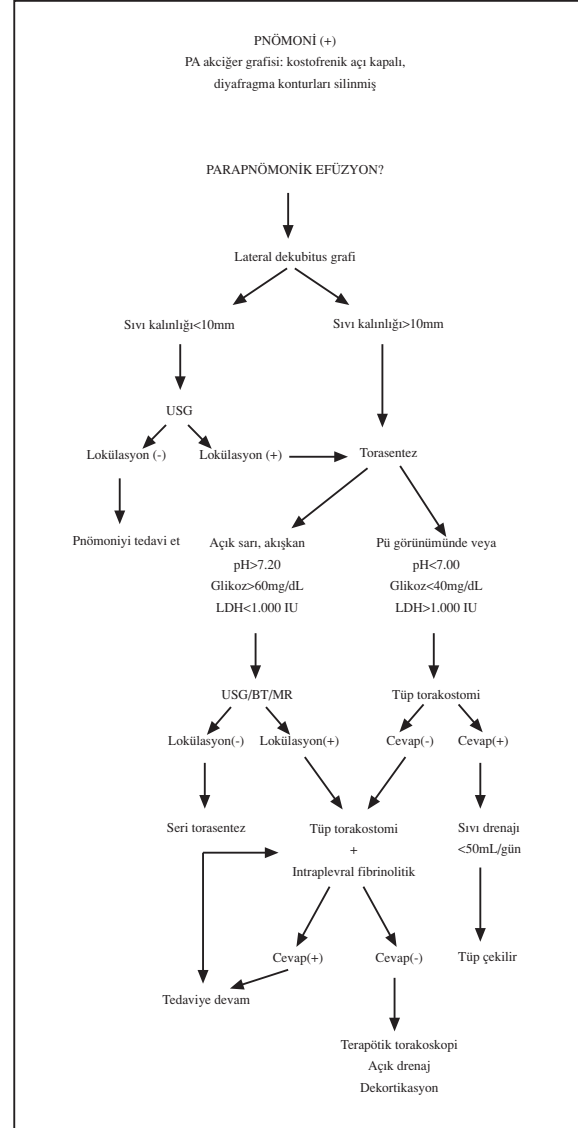 PNÖMONİ (+)
PA akciğer grafisi: kostofrenik açı kapalı,
diyafragma konturları silinmiş
PARAPNÖMONİK EFÜZYON?
Lateral dekubitus grafi
Sıvı kalınlığı<10mm
Sıvı kalınlığı>10mm
USG
Lokülasyon (-)
Lokülasyon (+)
Torasentez
Pnömoniyi tedavi et
Açık sarı, akışkan
pH>7.20
Glikoz>60mg/dL
LDH<1.000 IU
Pü görünümünde veya
pH<7.00
Glikoz<40mg/dL
LDH>1.000 IU
USG/BT/MR
Tüp torakostomi
Lokülasyon(-)
Lokülasyon(+)
Cevap(-)
Cevap(+)
Seri torasentez
Tüp torakostomi
+
Intraplevral fibrinolitik
Sıvı drenajı
<50mL/gün
Cevap(+)
Cevap(-)
Tüp çekilir
Tedaviye devam
Terapötik torakoskopi
Açık drenaj
Dekortikasyon